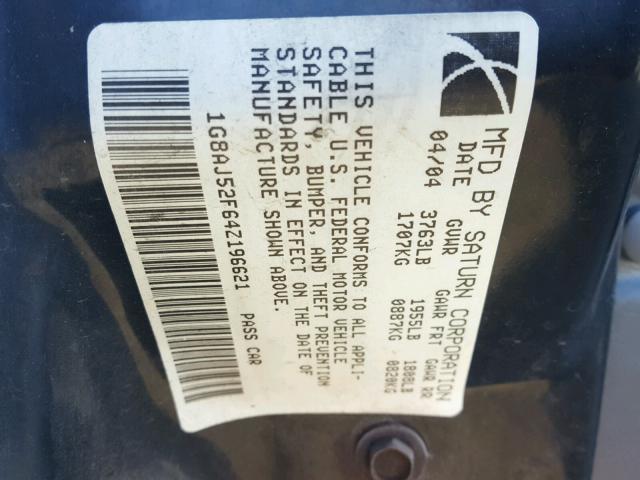 MFD BY SATURN CORPORATION
DATE GVWR GAWR FRT GAWR RR
04/04 3763LB 1955LB 1808LB
1707KG 0887KG 0820KG
THIS VEHICLE CONFORMS TO ALL APPLI-
CABLE U.S. FEDERAL MOTOR VEHICLE
SAFETY, BUMPER, AND THEFT PREVENTION
STANDARDS IN EFFECT ON THE DATE OF
MANUFACTURE SHOWN ABOVE.
1G8AJ52F64Z196621 PASS CAR